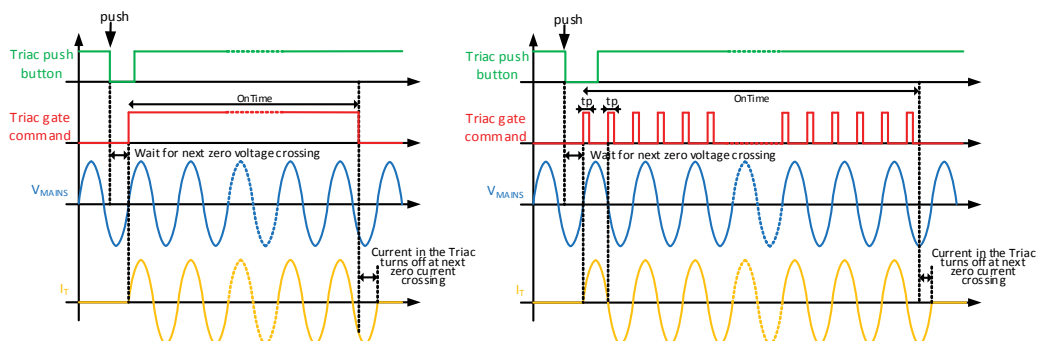 push
Triac push
button
OnTime
Triac gate
command
Wait for next zero voltage crossing
VMAINS
Current in the Triac
turns off at next
zero current
crossing
IT
push
Triac push
button
tp
tp
OnTime
Triac gate
command
Wait for next zero voltage crossing
VMAINS
Current in the Triac
turns off at next
zero current
crossing
IT